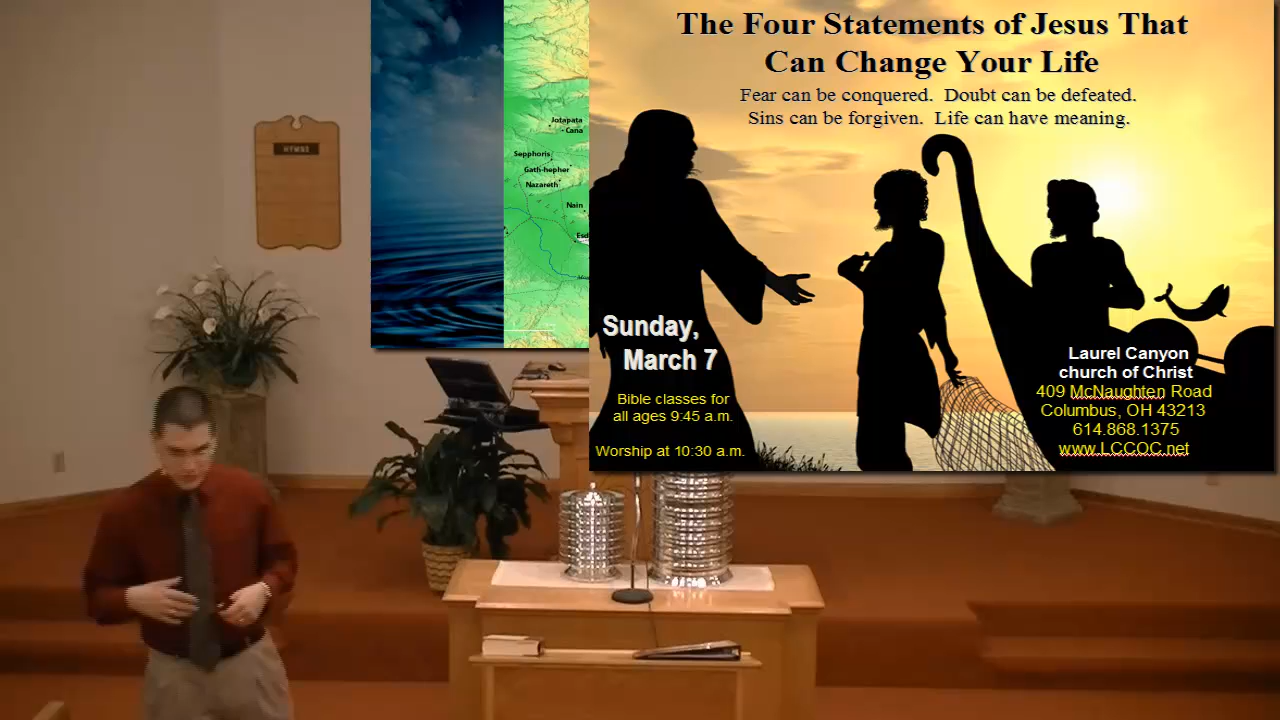 The Four Statements of Jesus That
Can Change Your Life
Fear can be conquered.  Doubt can be defeated.
Sins can be forgiven.  Life can have meaning.
HYMNS
Jotapata
Cana
Sepphoris
Gath-hepher
Nazareth
Nain
Esd
Sunday,
March 7
Bible classes for
all ages 9:45 a.m.
Worship at 10:30 a.m.
Laurel Canyon
church of Christ
409 McNaughten Road
Columbus, OH 43213
614.868.1375
www.LCCOC.net